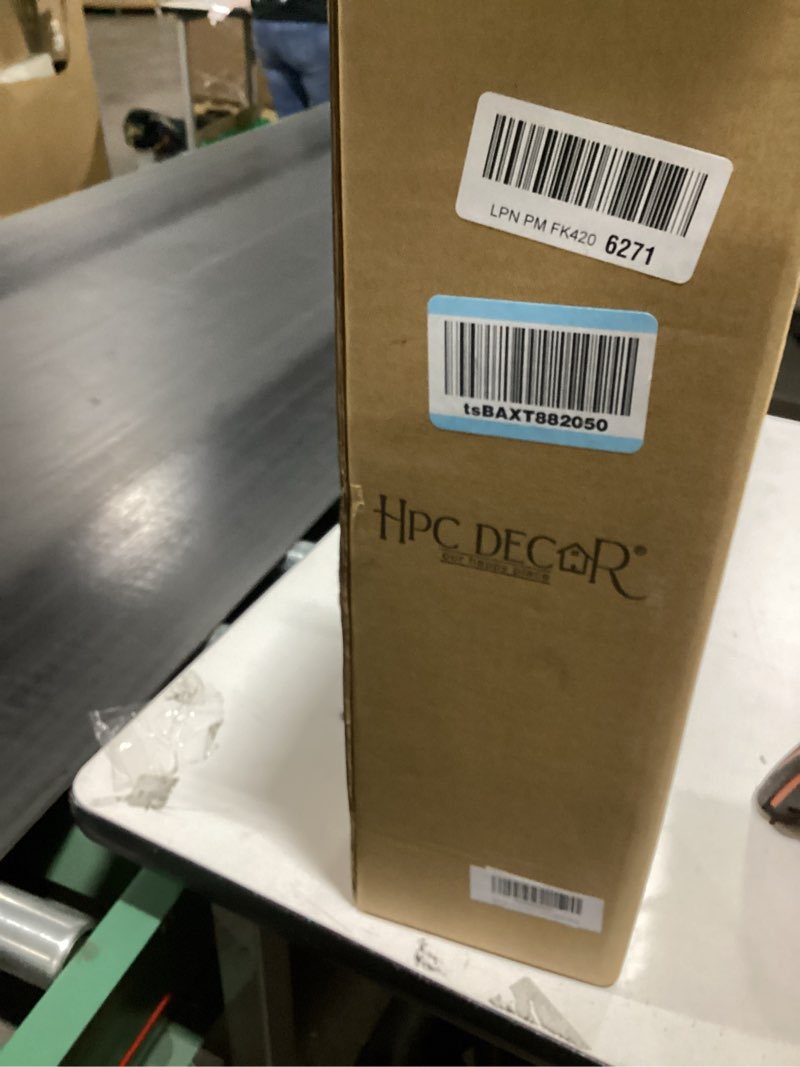 LPN PM FK420 6271
tsBAXT882050
HPC DECOR®
our happy place